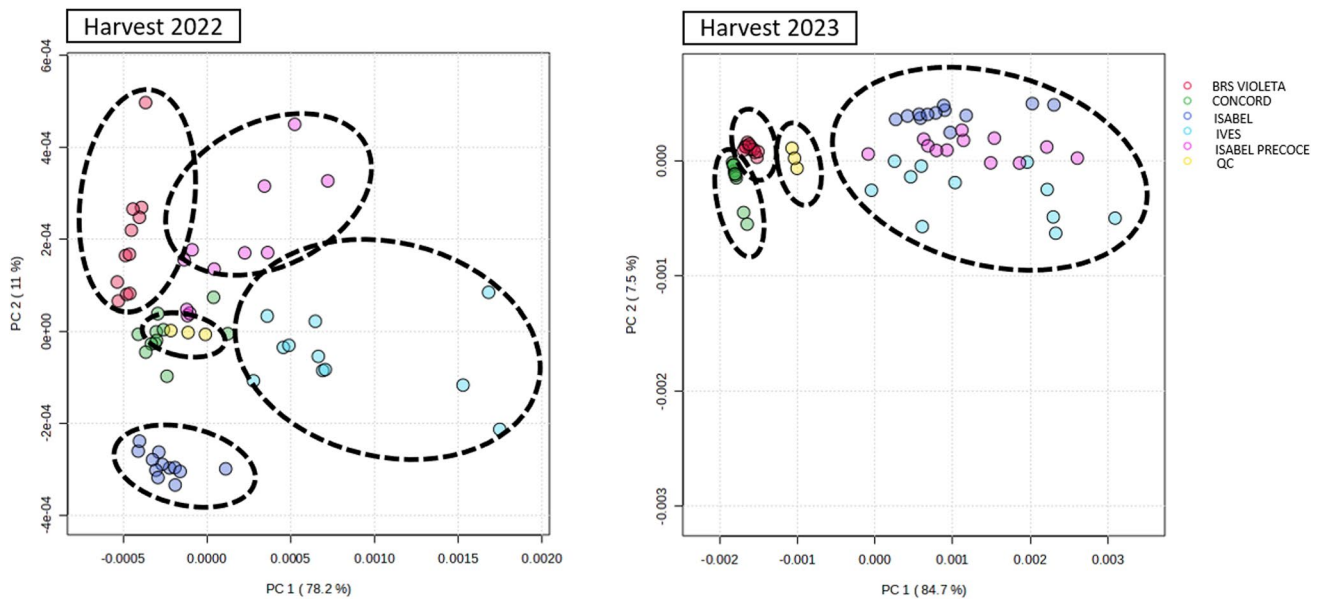 Harvest 2022
6e-04
4e-04
2e-04
0e+00
-2e-04
-4e-04
PC 2 ( 11 %)
-0.0005
0.0000
0.0005
0.0010
0.0015
0.0020
PC 1 ( 78.2 %)
Harvest 2023
0.000
-0.001
-0.002
-0.003
PC 2 ( 7.5 %)
-0.002
-0.001
0.000
0.001
0.002
0.003
PC 1 ( 84.7 %)
BRS VIOLETA
CONCORD
ISABEL
IVES
ISABEL PRECOCE
QC